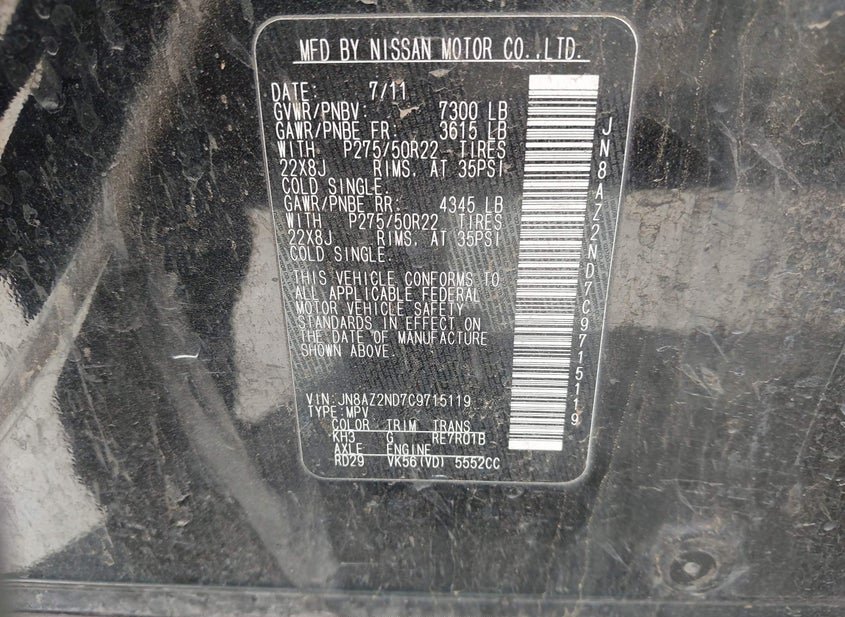 MFD BY NISSAN MOTOR CO.,LTD.
DATE: 7/11
GVWR/PNBV: 7300 LB
GAWR/PNBE FR: 3615 LB
WITH P275/50R22 TIRES
22X8J RIMS, AT 35PSI
COLD SINGLE.
GAWR/PNBE RR: 4345 LB
WITH P275/50R22 TIRES
22X8J RIMS, AT 35PSI
COLD SINGLE.
THIS VEHICLE CONFORMS TO
ALL APPLICABLE FEDERAL
MOTOR VEHICLE SAFETY
STANDARDS IN EFFECT ON
THE DATE OF MANUFACTURE
SHOWN ABOVE.
VIN:JN8AZ2ND7C9715119
TYPE:MPV
COLOR TRIM TRANS
KH3 G RE7R01B
AXLE ENGINE
RD29 VK56(VD) 5552CC
JN8AZ2ND7C9715119